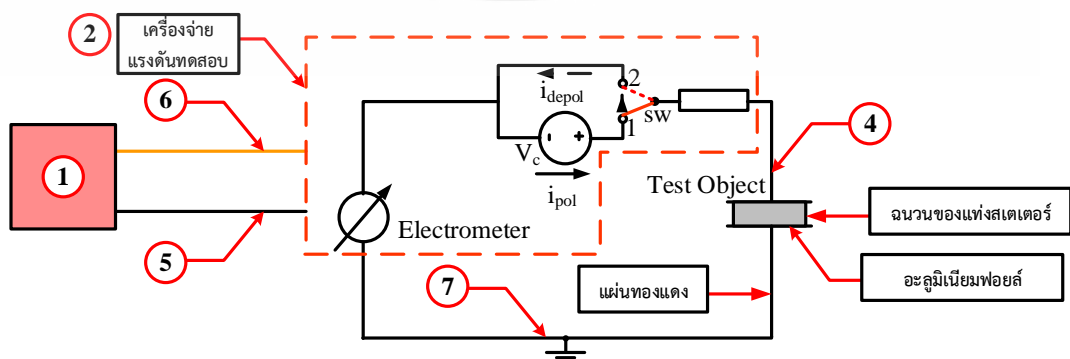 2
เครื่องจ่าย
แรงดันทดสอบ
6
1
5
i_depol
2
1
sw
- +
V_c
i_pol
4
Test Object
ฉนวนของแท่งสเตเตอร์
อะลูมิเนียมฟอยล์
Electrometer
แผ่นทองแดง
7